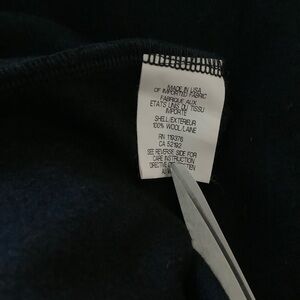 MADE IN USA
OF IMPORTED FABRIC
FABRIQUE AUX
ETATS UNIS DU TISSU
IMPORTE
SHELL/EXTERIEUR
100% WOOL/LAINE
RN 119376
CA 52192
SEE REVERSE SIDE FOR
CARE INSTRUCTION